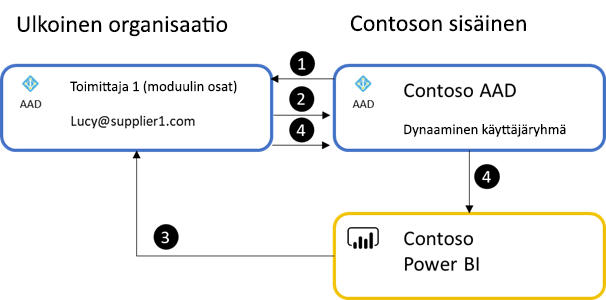 Ulkoinen organisaatio
Contoson sisäinen
AAD
Toimittaja 1 (moduulin osat)
Lucy@supplier1.com
1
2
4
AAD
Contoso AAD
Dynaaminen käyttäjäryhmä
4
3
Contoso
Power BI